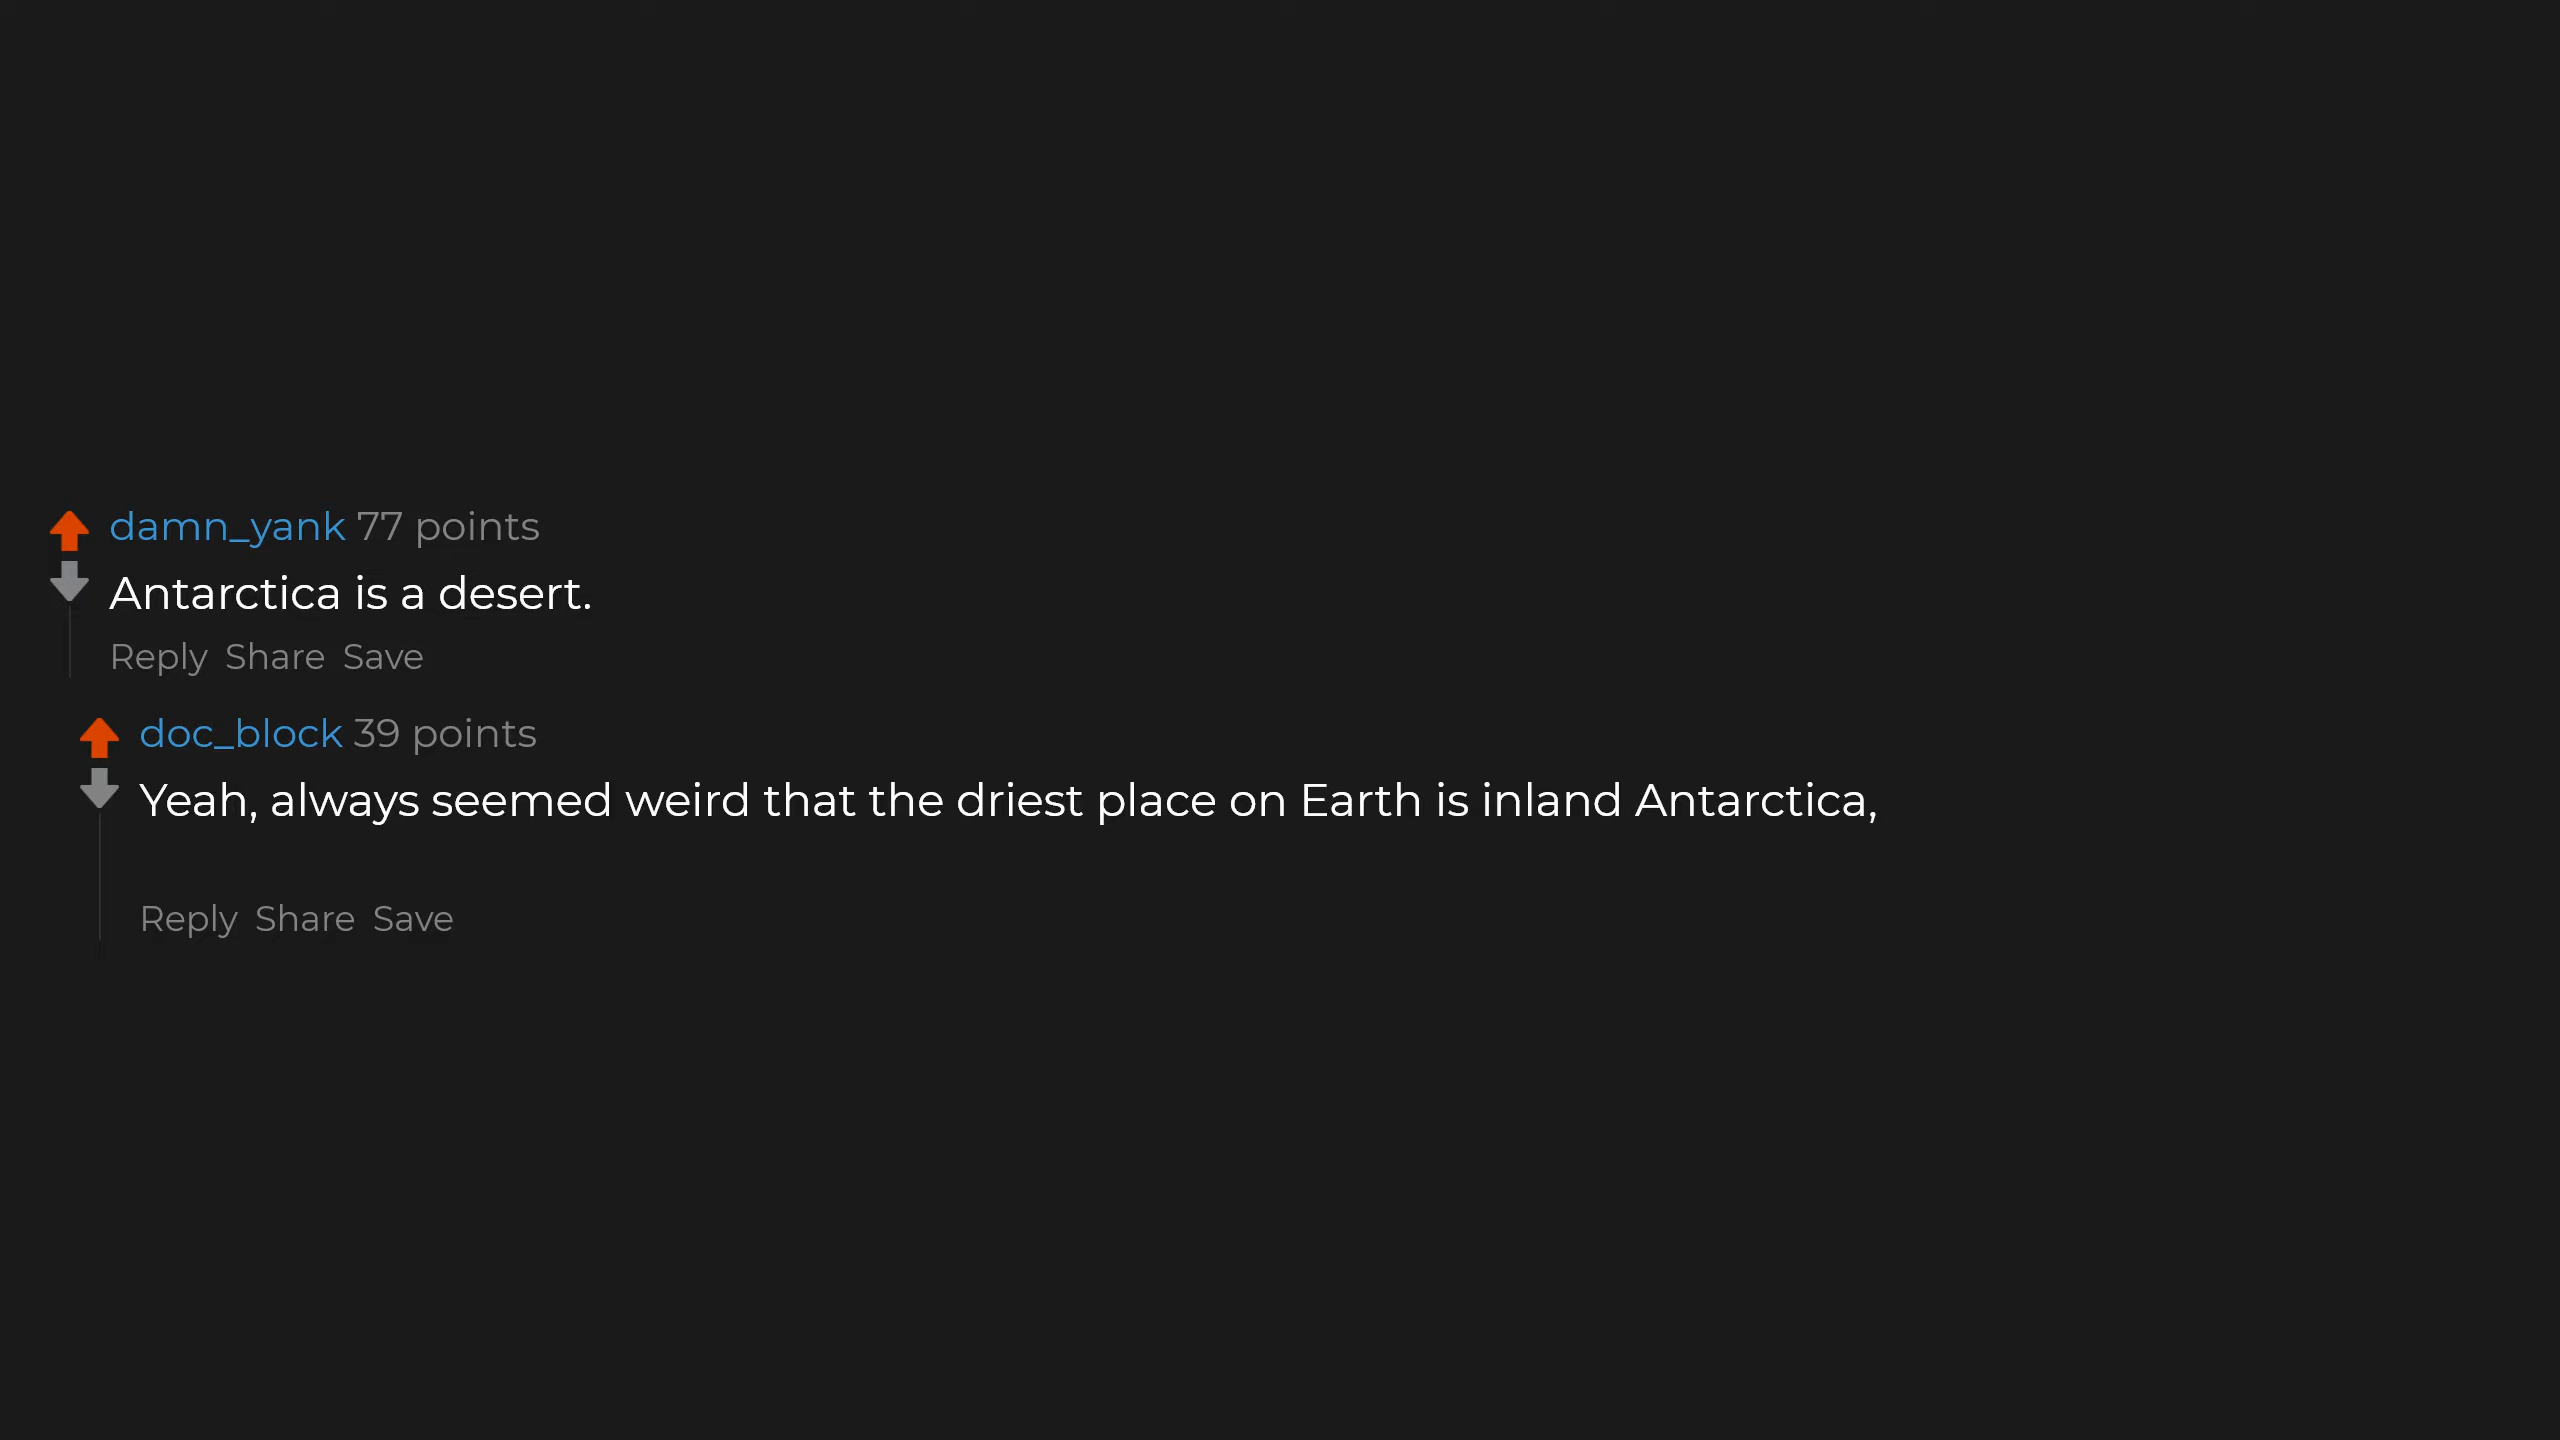 damn_yank 77 points
Antarctica is a desert.
Reply Share Save
doc_block 39 points
Yeah, always seemed weird that the driest place on Earth is inland Antarctica,
Reply Share Save